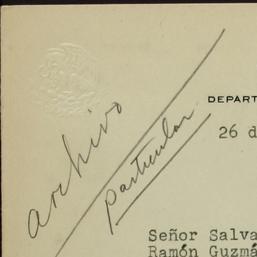 archivo
particular
DEPART
26 d
Señor Salva
Ramón Guzmá